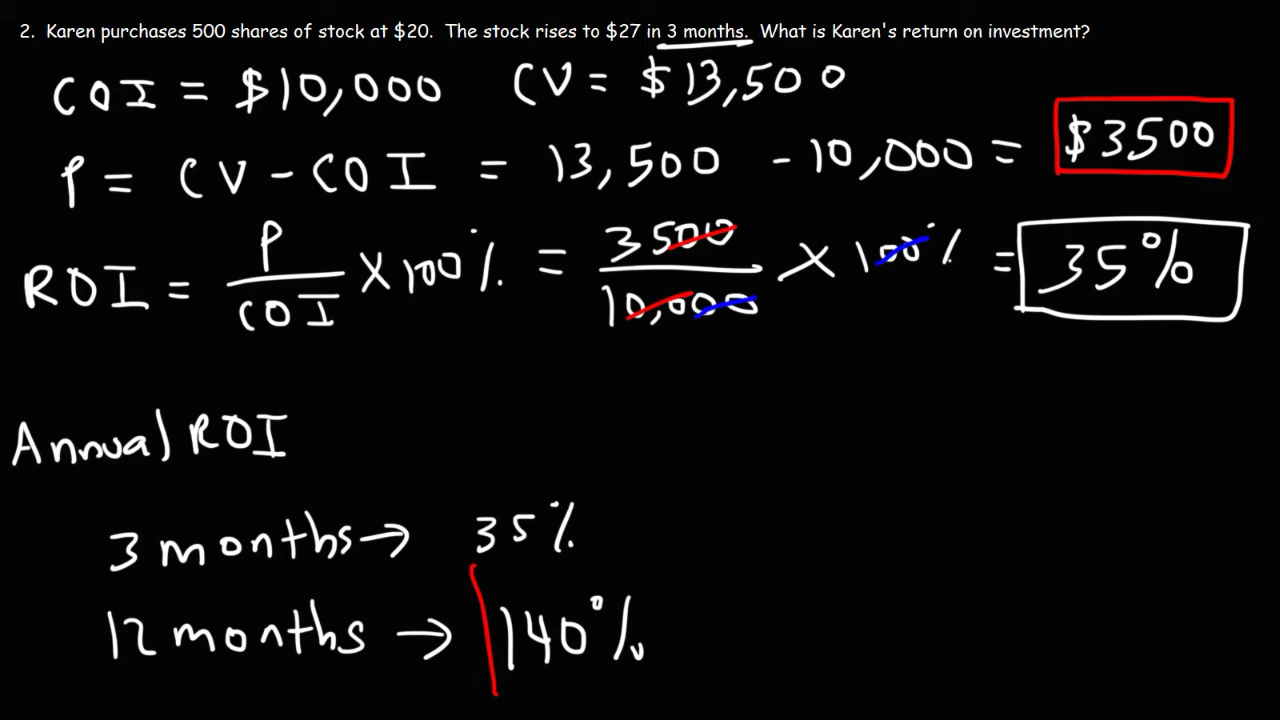 2. Karen purchases 500 shares of stock at $20. The stock rises to $27 in 3 months. What is Karen's return on investment?
COI = $10,000 CV = $13,500
P = CV - COI = 13,500 - 10,000 = $3500
ROI = P/COI × 100% = 3500/10,000 × 100% = 35%
Annual ROI
3 months → 35%
12 months → 140%